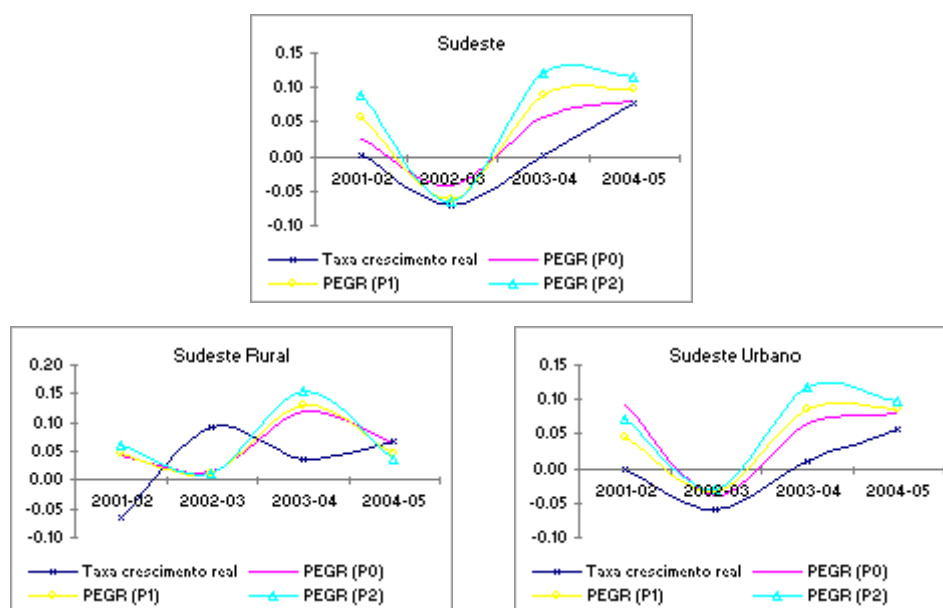 Sudeste
0.15
0.10
0.05
0.00
-0.05
-0.10
2001-02 2002-03 2003-04 2004-05
Taxa crescimento real PEGR (P0)
PEGR (P1) PEGR (P2)
Sudeste Rural
0.20
0.15
0.10
0.05
0.00
-0.05
-0.10
2001-02 2002-03 2003-04 2004-05
Taxa crescimento real PEGR (P0)
PEGR (P1) PEGR (P2)
Sudeste Urbano
0.15
0.10
0.05
0.00
-0.05
-0.10
2001-02 2002-03 2003-04 2004-05
Taxa crescimento real PEGR (P0)
PEGR (P1) PEGR (P2)